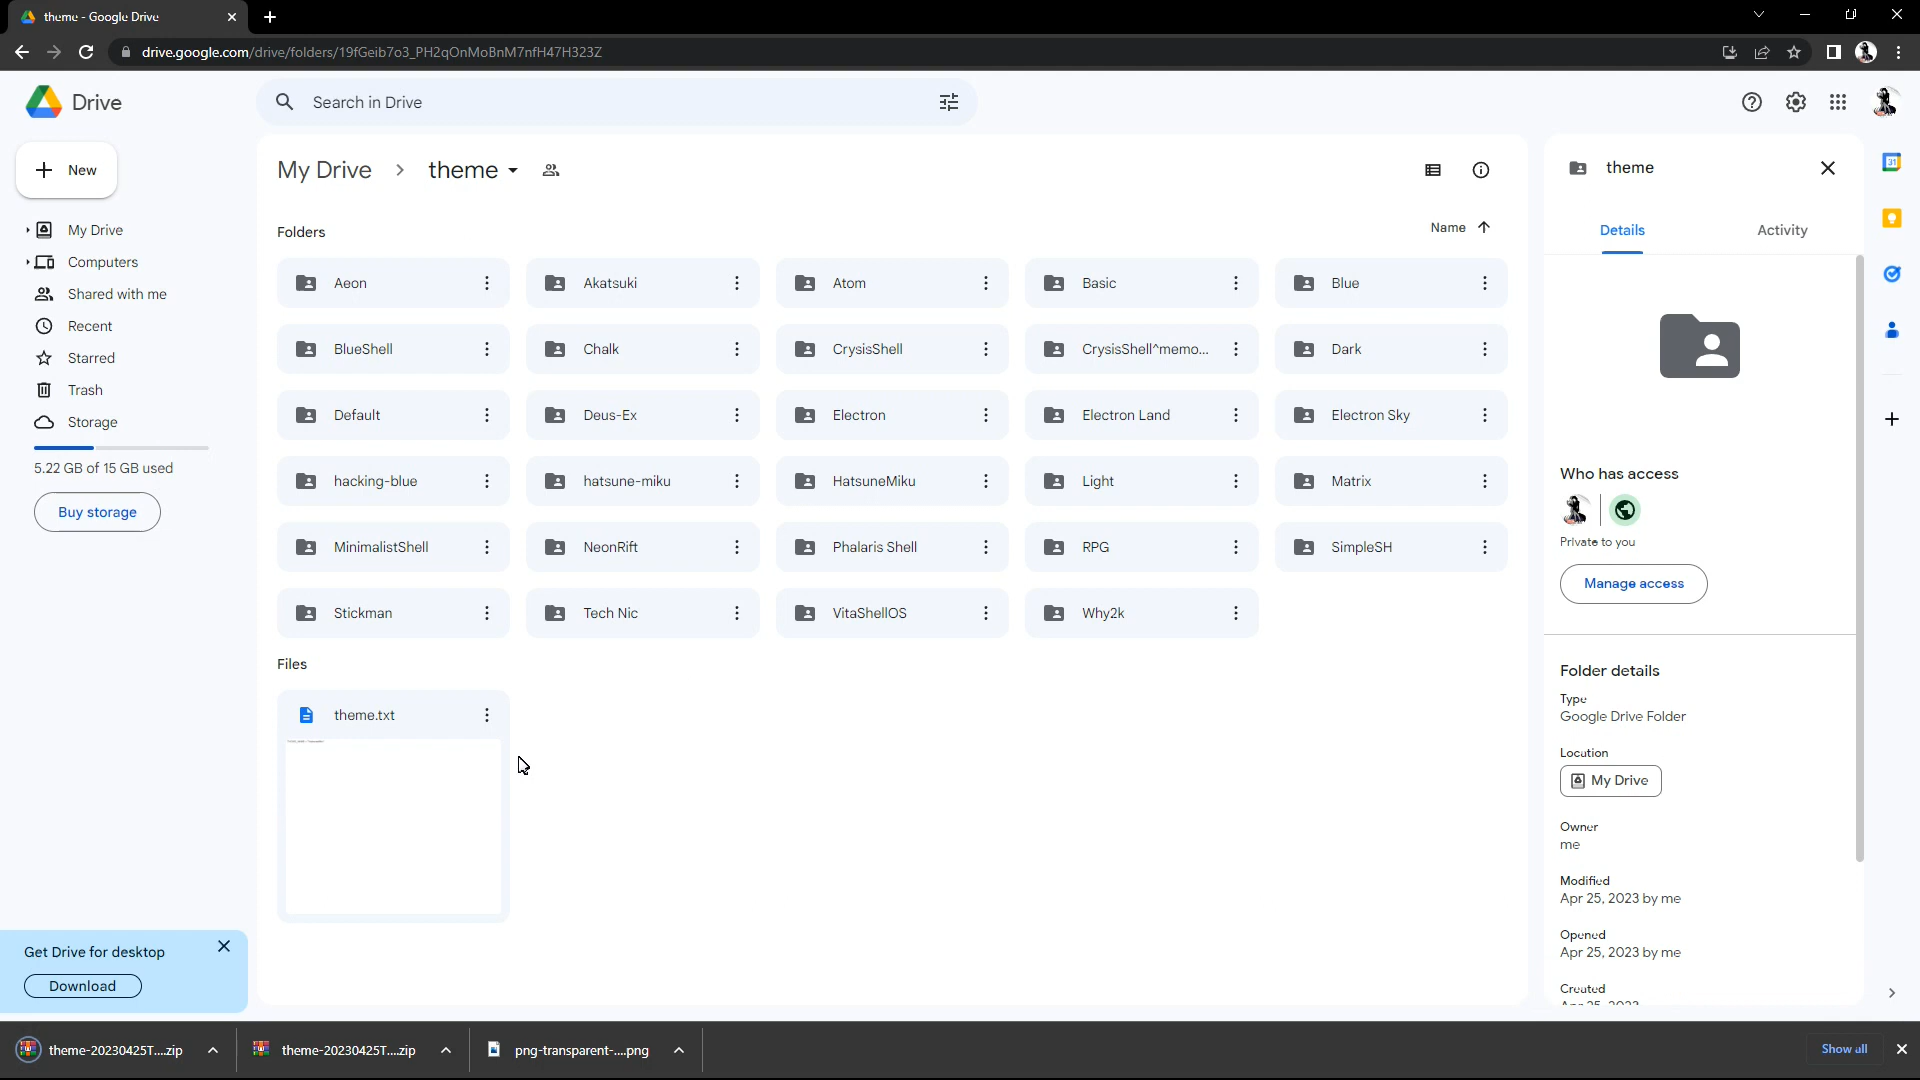 theme - Google Drive
drive.google.com/drive/folders/19fGeib7o3_PH2qOnMoBnM7nfH47H323Z
Drive
Search in Drive
New
My Drive
Computers
Shared with me
Recent
Starred
Trash
Storage
5.22 GB of 15 GB used
Buy storage
My Drive > theme
Folders
Name
Aeon
Akatsuki
Atom
Basic
Blue
BlueShell
Chalk
CrysisShell
CrysisShell^memo...
Dark
Default
Deus-Ex
Electron
Electron Land
Electron Sky
hacking-blue
hatsune-miku
HatsuneMiku
Light
Matrix
MinimalistShell
NeonRift
Phalaris Shell
RPG
SimpleSH
Stickman
Tech Nic
VitaShellOS
Why2k
Files
theme.txt
theme
Details
Activity
Who has access
Private to you
Manage access
Folder details
Type
Google Drive Folder
Location
My Drive
Owner
me
Modified
Apr 25, 2023 by me
Opened
Apr 25, 2023 by me
Created
31
Get Drive for desktop
Download
theme-20230425T....zip
theme-20230425T....zip
png-transparent-....png
Show all